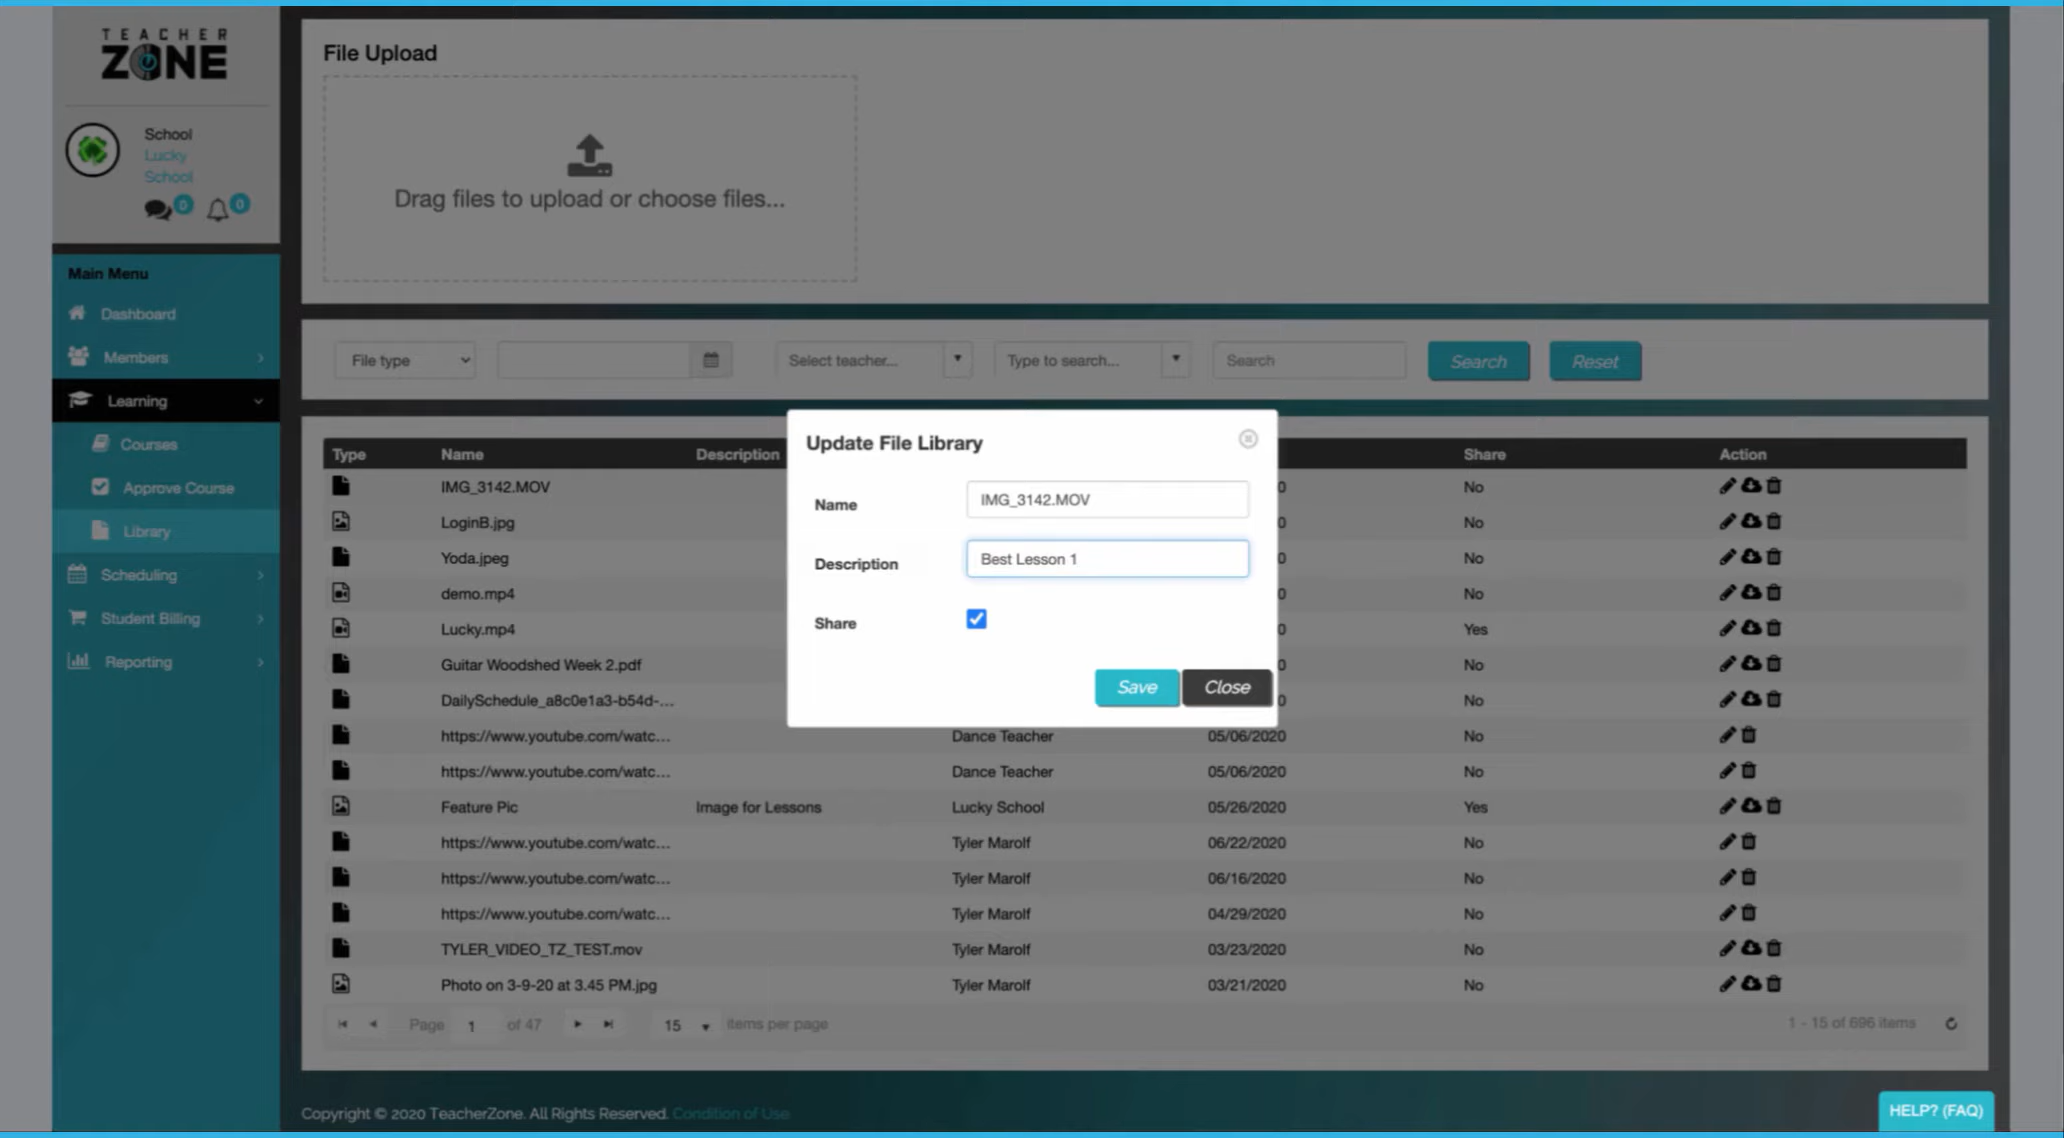 TEACHER
ZONE
School
Lucky
School
0
0
Main Menu
Dashboard
Members
Learning
Courses
Approve Course
Library
Scheduling
Student Billing
Reporting
File Upload
Drag files to upload or choose files...
File type
Select teacher...
Type to search...
Search
Search
Reset
Type Name Description Share Action
IMG_3142.MOV 0 No
LoginB.jpg 0 No
Yoda.jpeg 0 No
demo.mp4 0 No
Lucky.mp4 0 Yes
Guitar Woodshed Week 2.pdf 0 No
DailySchedule_a8c0e1a3-b54d-... 0 No
https://www.youtube.com/watc... Dance Teacher 05/06/2020 No
https://www.youtube.com/watc... Dance Teacher 05/06/2020 No
Feature Pic Image for Lessons Lucky School 05/26/2020 Yes
https://www.youtube.com/watc... Tyler Marolf 06/22/2020 No
https://www.youtube.com/watc... Tyler Marolf 06/16/2020 No
https://www.youtube.com/watc... Tyler Marolf 04/29/2020 No
TYLER_VIDEO_TZ_TEST.mov Tyler Marolf 03/23/2020 No
Photo on 3-9-20 at 3.45 PM.jpg Tyler Marolf 03/21/2020 No
Page 1 of 47 15 items per page 1 - 15 of 696 items
Update File Library
Name IMG_3142.MOV
Description Best Lesson 1
Share
Save Close
Copyright © 2020 TeacherZone. All Rights Reserved. Condition of Use
HELP? (FAQ)